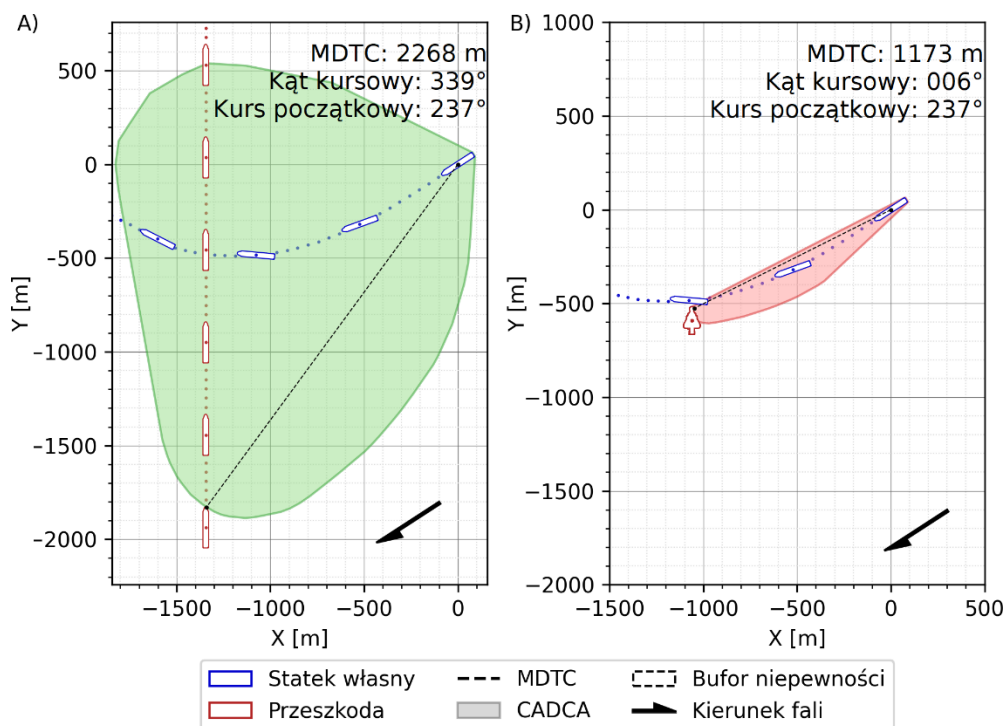 A)
MDTC: 2268 m
Kąt kursowy: 339°
Kurs początkowy: 237°
Y [m]
500
0
−500
−1000
−1500
−2000
−1500
−1000
−500
0
X [m]
B)
MDTC: 1173 m
Kąt kursowy: 006°
Kurs początkowy: 237°
Y [m]
1000
500
0
−500
−1000
−1500
−2000
−1500
−1000
−500
0
500
X [m]
Statek własny
MDTC
Bufor niepewności
Przeszkoda
CADCA
Kierunek fali